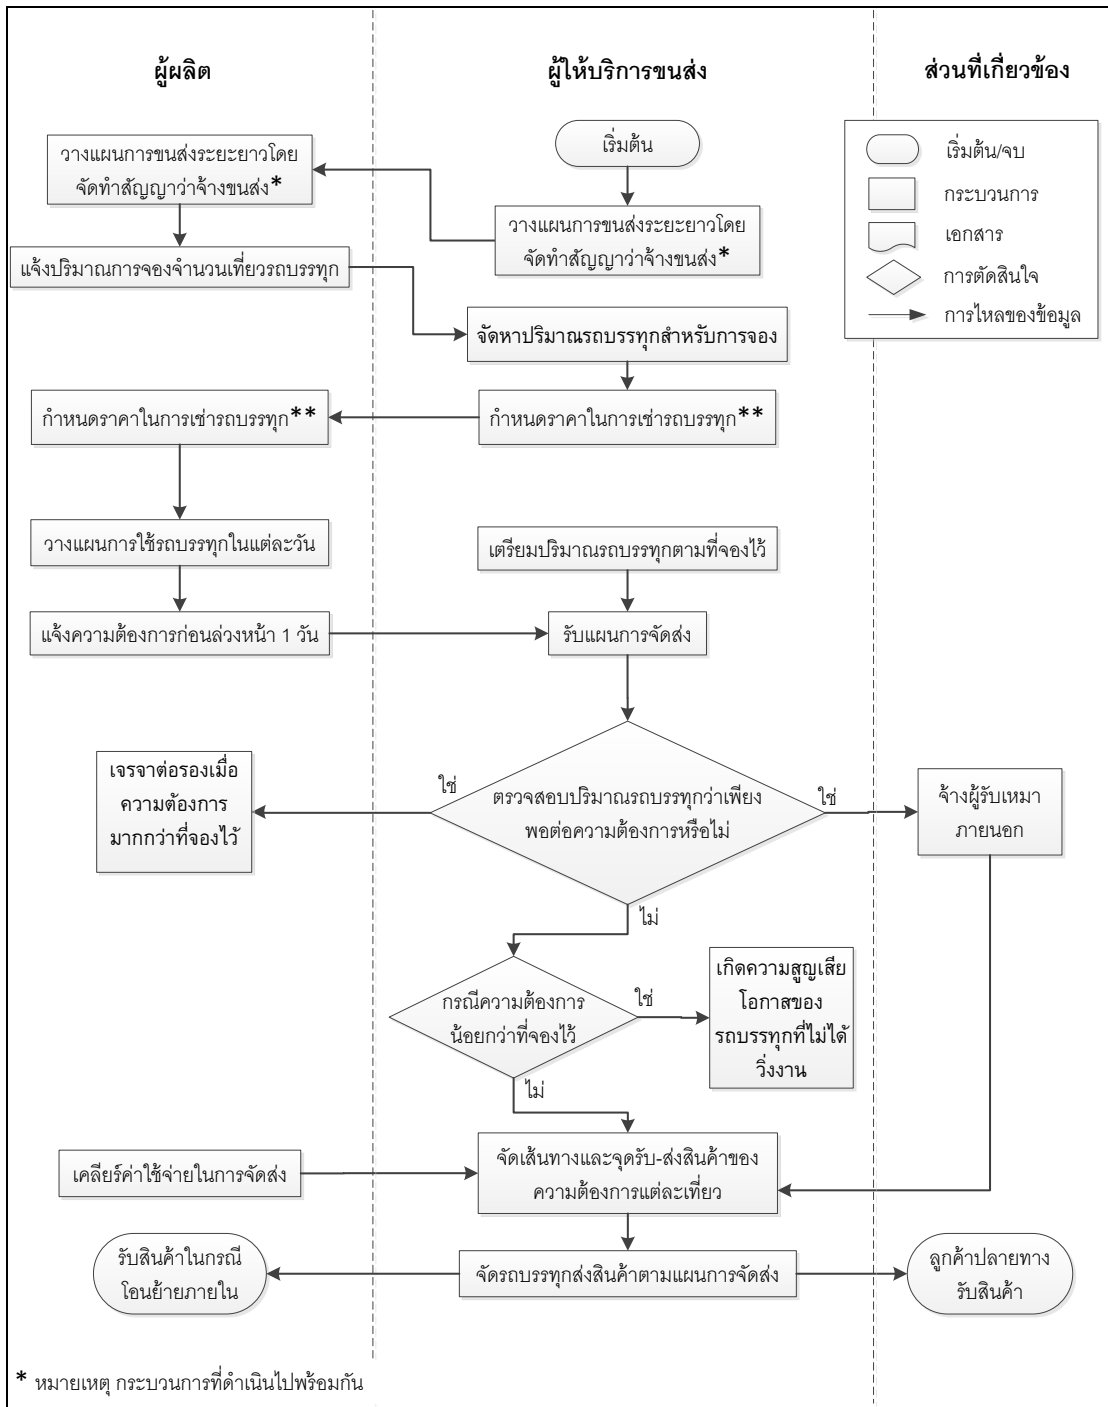 ผู้ผลิต
ผู้ให้บริการขนส่ง
ส่วนที่เกี่ยวข้อง
เริ่มต้น/จบ
กระบวนการ
เอกสาร
การตัดสินใจ
การไหลของข้อมูล
เริ่มต้น
วางแผนการขนส่งระยะยาวโดย
จัดทำสัญญาว่าจ้างขนส่ง*
วางแผนการขนส่งระยะยาวโดย
จัดทำสัญญาว่าจ้างขนส่ง*
แจ้งปริมาณการจองจำนวนเที่ยวรถบรรทุก
จัดหาปริมาณรถบรรทุกสำหรับการจอง
กำหนดราคาในการเช่ารถบรรทุก**
กำหนดราคาในการเช่ารถบรรทุก**
วางแผนการใช้รถบรรทุกในแต่ละวัน
เตรียมปริมาณรถบรรทุกตามที่จองไว้
แจ้งความต้องการก่อนล่วงหน้า 1 วัน
รับแผนการจัดส่ง
เจรจาต่อรองเมื่อ
ความต้องการ
มากกว่าที่จองไว้
ใช่
ตรวจสอบปริมาณรถบรรทุกว่าเพียง
พอต่อความต้องการหรือไม่
ใช่
จ้างผู้รับเหมา
ภายนอก
ไม่
กรณีความต้องการ
น้อยกว่าที่จองไว้
ใช่
เกิดความสูญเสีย
โอกาสของ
รถบรรทุกที่ไม่ได้
วิ่งงาน
ไม่
เคลียร์ค่าใช้จ่ายในการจัดส่ง
จัดเส้นทางและจุดรับ-ส่งสินค้าของ
ความต้องการแต่ละเที่ยว
รับสินค้าในกรณี
โอนย้ายภายใน
จัดรถบรรทุกส่งสินค้าตามแผนการจัดส่ง
ลูกค้าปลายทาง
รับสินค้า
* หมายเหตุ กระบวนการที่ดำเนินไปพร้อมกัน